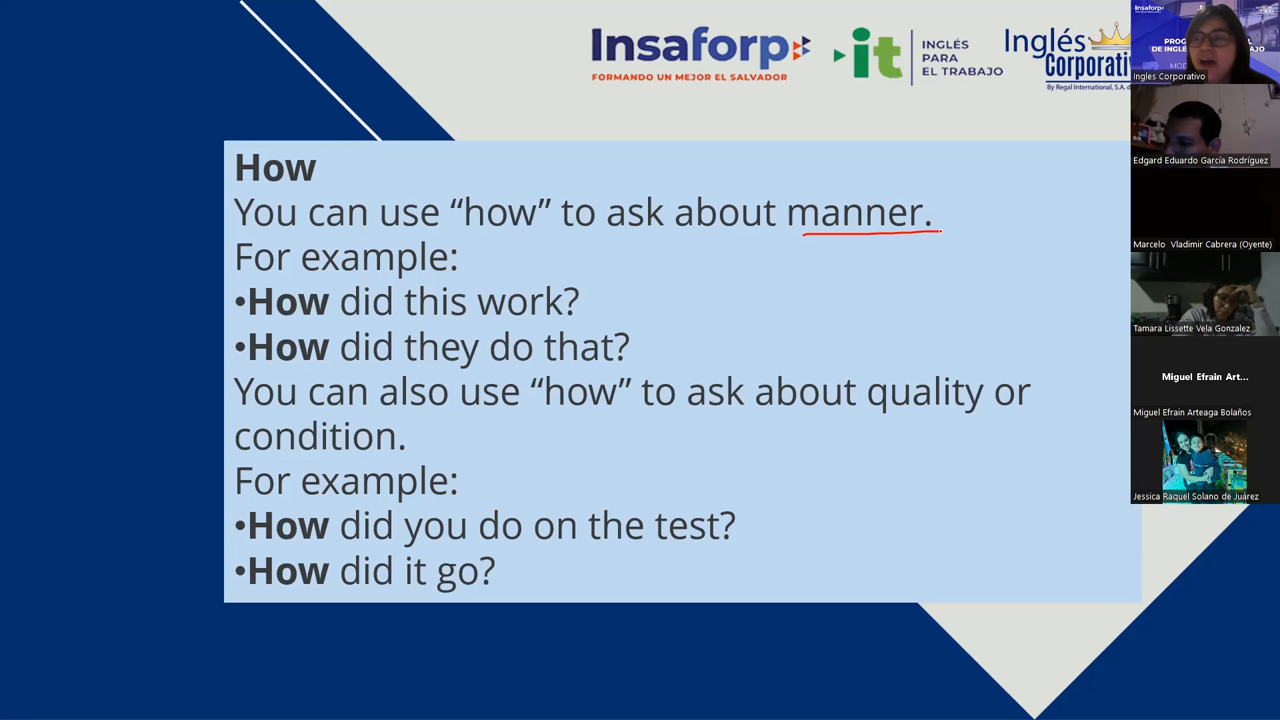 Insaforp
FORMANDO UN MEJOR EL SALVADOR
it
INGLÉS
PARA
EL TRABAJO
Inglés
Corporativ
By Regal International, S.A. d
How
You can use “how” to ask about manner.
For example:
•How did this work?
•How did they do that?
You can also use “how” to ask about quality or
condition.
For example:
•How did you do on the test?
•How did it go?
Insaforp
Ingles Corporativo
Edgard Eduardo García Rodríguez
Marcelo Vladimir Cabrera (Oyente)
Tamara Lissette Vela Gonzalez
Miguel Efrain Art...
Miguel Efrain Arteaga Bolaños
Jessica Raquel Solano de Juárez